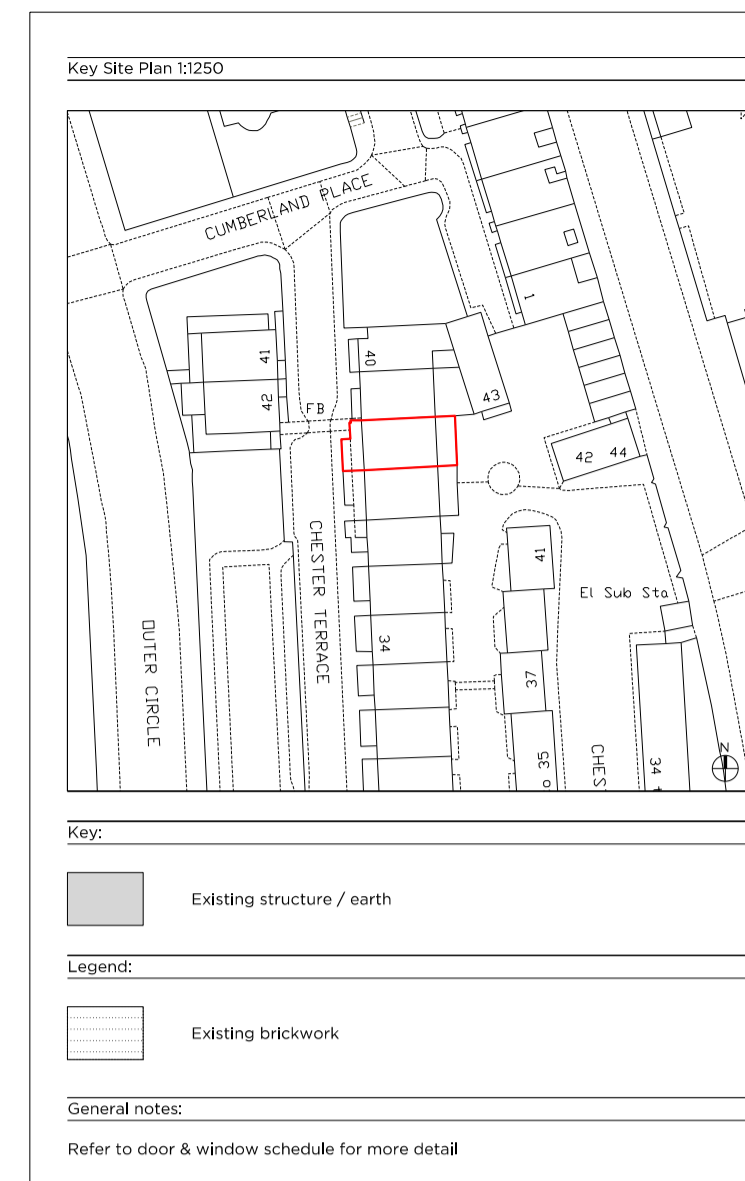 Key Site Plan 1:1250
CUMBERLAND PLACE
1
41
40
42
FB
43
42 44
CHESTER TERRACE
41
El Sub Sta
OUTER CIRCLE
34
37
35
CHES
34
N
Key:
Existing structure / earth
Legend:
Existing brickwork
General notes:
Refer to door & window schedule for more detail